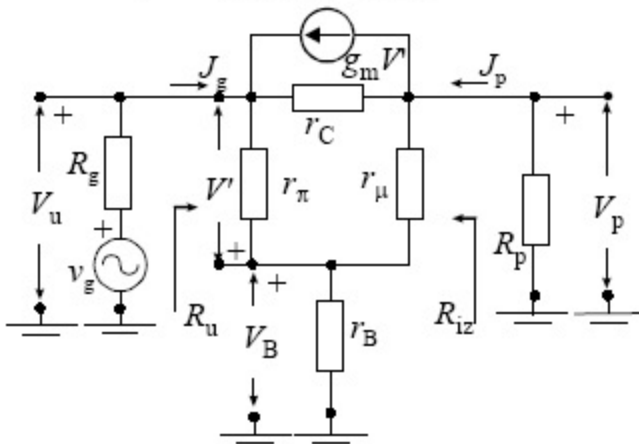 g_m V'
J_g
J_p
+
+
r_C
R_g
V_u
V'
r_π
r_μ
V_p
R_p
+
v_g
+
+
R_u
V_B
r_B
R_iz